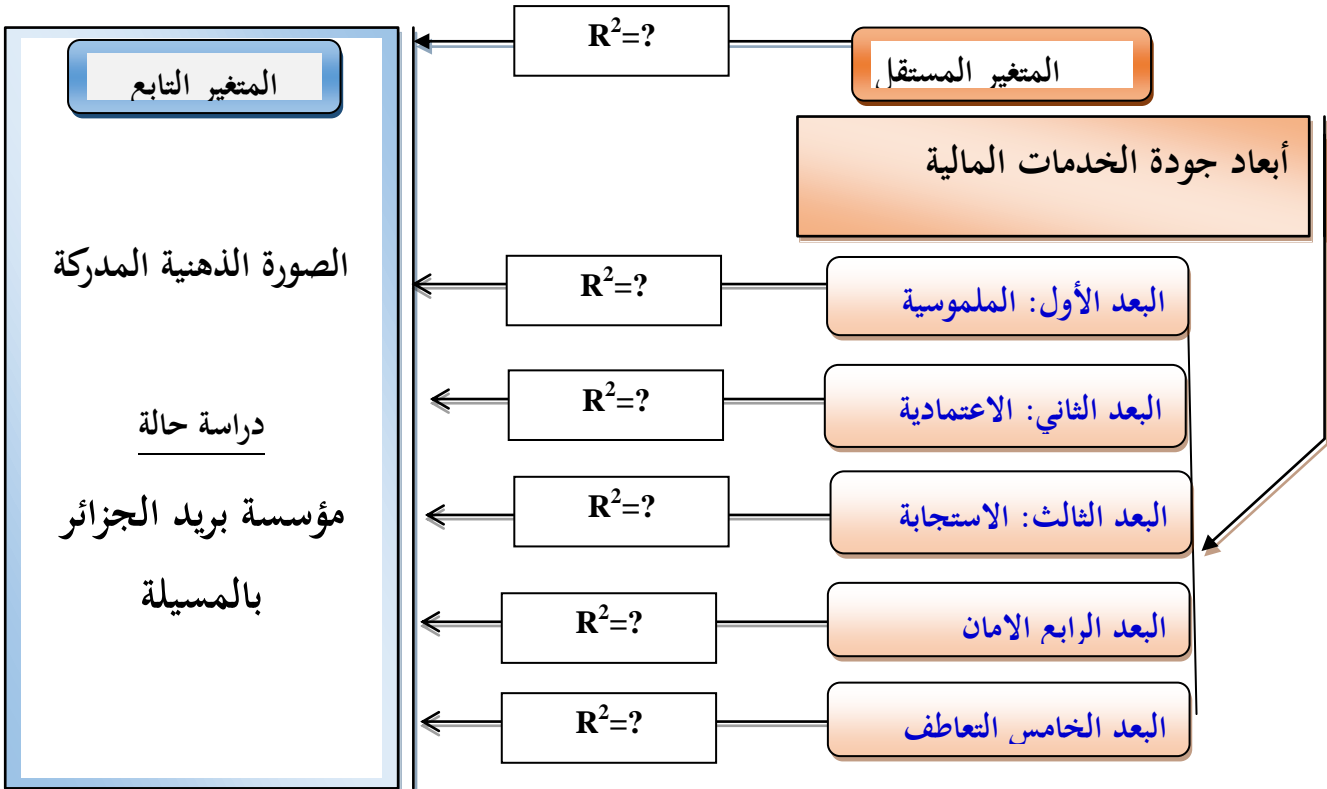 المتغير المستقل
R²=?
المتغير التابع
أبعاد جودة الخدمات المالية
الصورة الذهنية المدركة
دراسة حالة
مؤسسة بريد الجزائر
بالمسيلة
البعد الأول: الملموسية
R²=?
البعد الثاني: الاعتمادية
R²=?
البعد الثالث: الاستجابة
R²=?
البعد الرابع الامان
R²=?
البعد الخامس التعاطف
R²=?